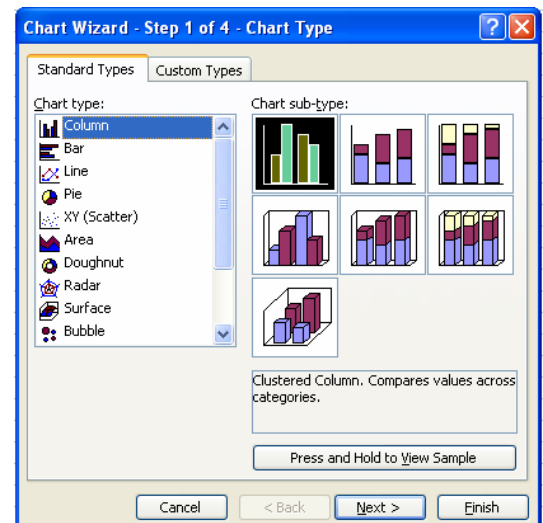 Chart Wizard - Step 1 of 4 - Chart Type
Standard Types
Custom Types
Chart type:
Column
Bar
Line
Pie
XY (Scatter)
Area
Doughnut
Radar
Surface
Bubble
Chart sub-type:
Clustered Column. Compares values across
categories.
Press and Hold to View Sample
Cancel
< Back
Next >
Finish